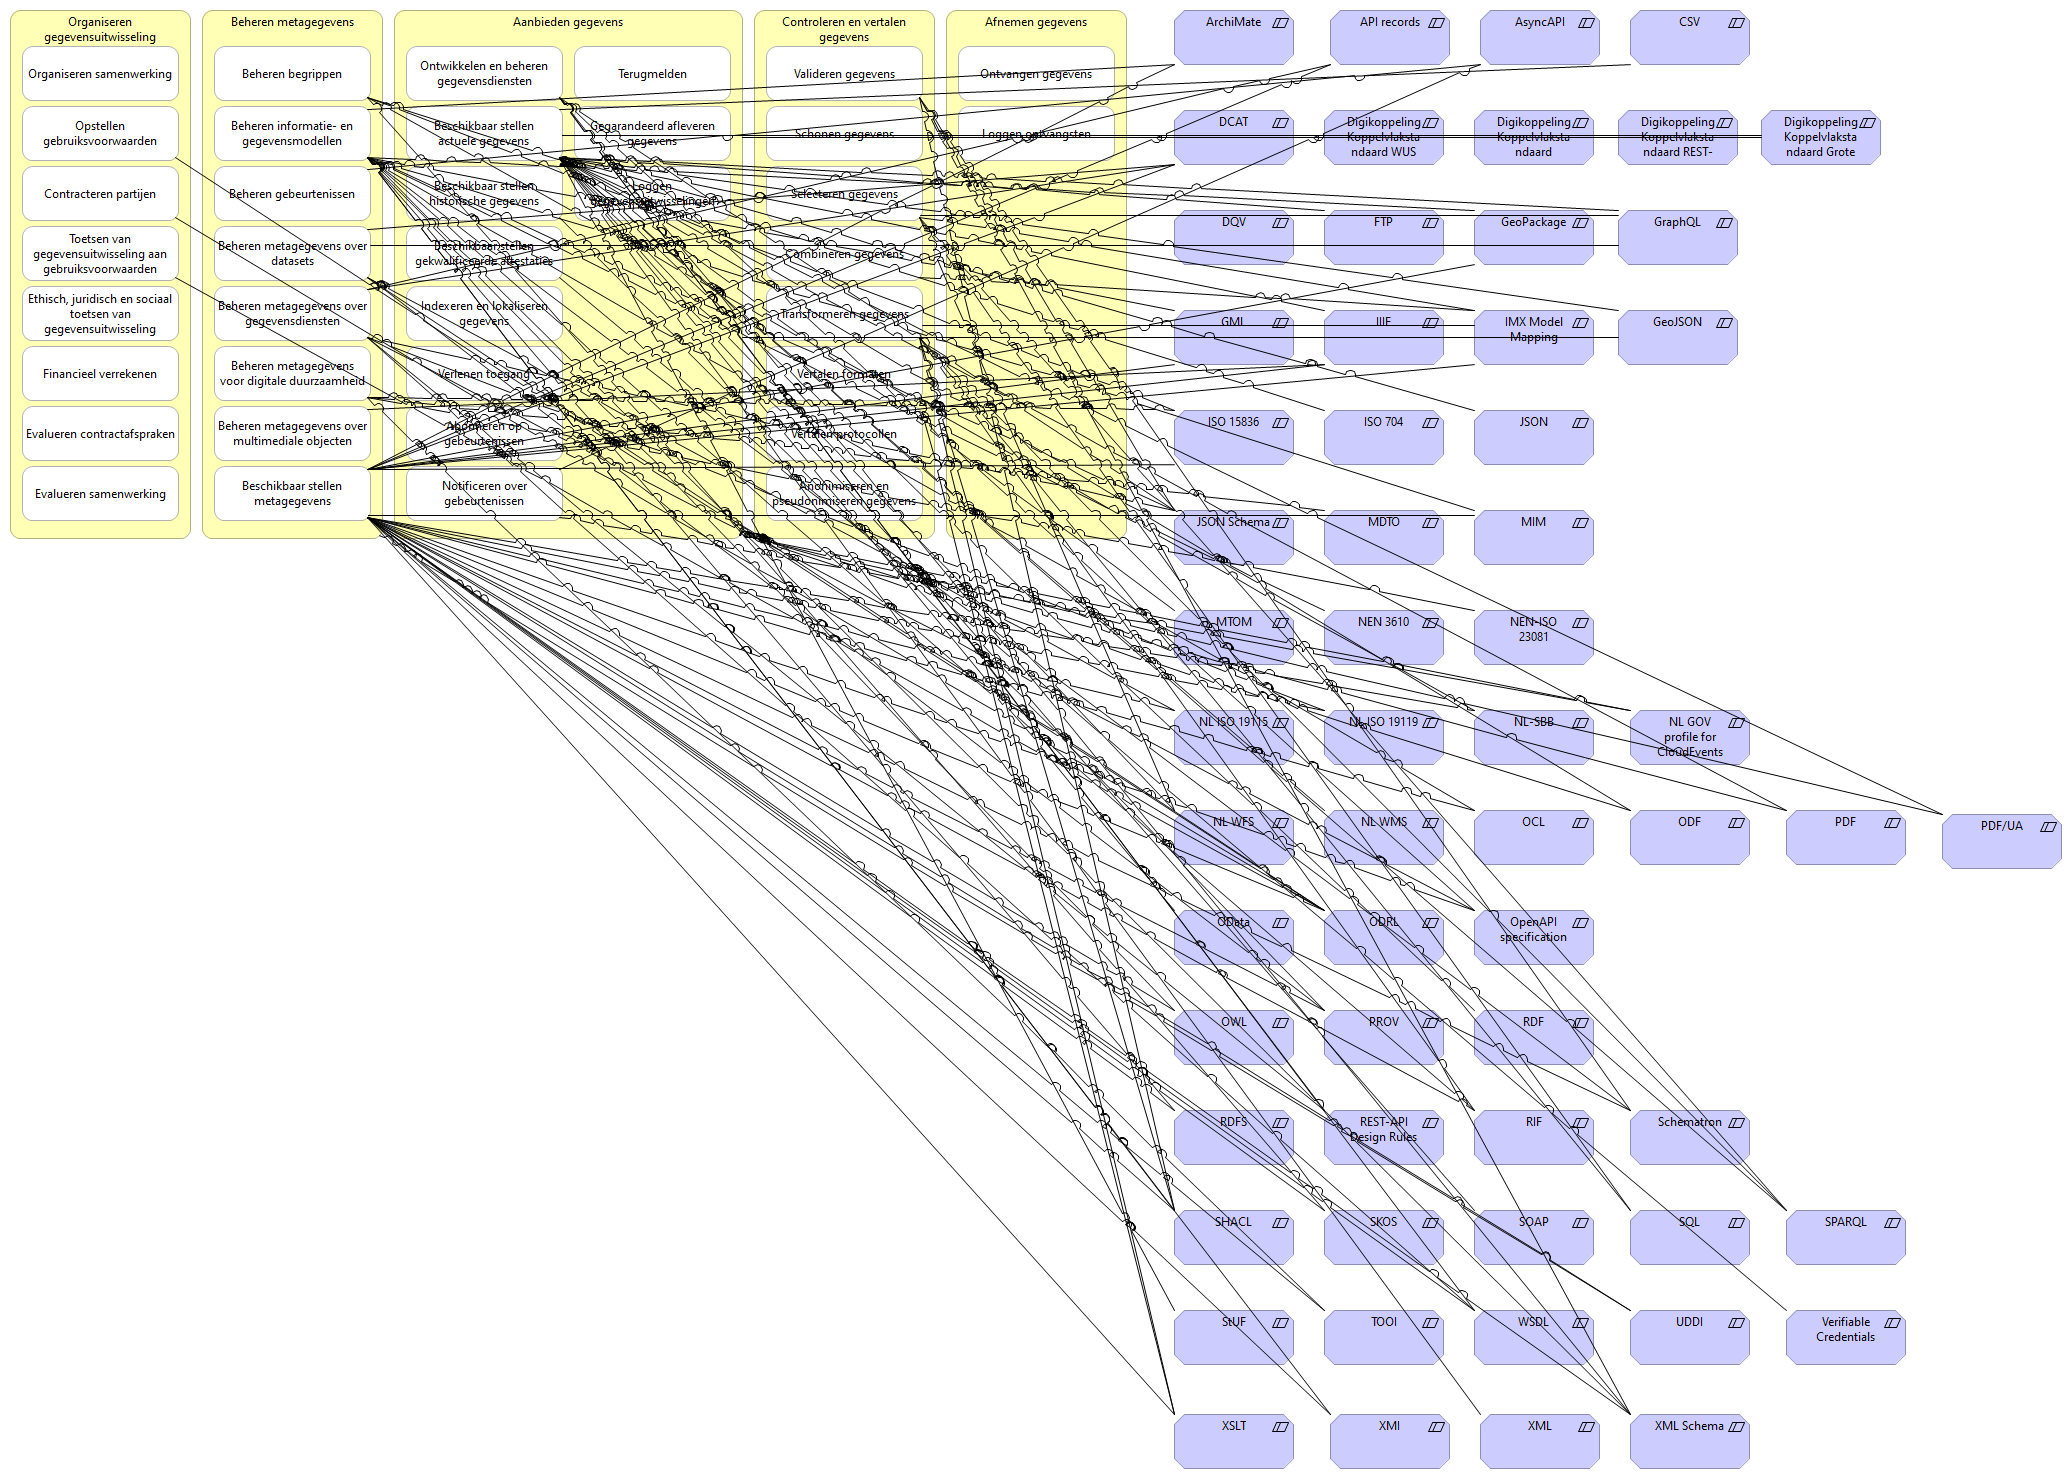 Organiseren
gegevensuitwisseling
Organiseren samenwerking
Opstellen
gebruiksvoorwaarden
Contracteren partijen
Toetsen van
gegevensuitwisseling aan
gebruiksvoorwaarden
Ethisch, juridisch en sociaal
toetsen van
gegevensuitwisseling
Financieel verrekenen
Evalueren contractafspraken
Evalueren samenwerking
Beheren metagegevens
Beheren begrippen
Beheren informatie- en
gegevensmodellen
Beheren gebeurtenissen
Beheren metagegevens over
datasets
Beheren metagegevens over
gegevensdiensten
Beheren metagegevens
voor digitale duurzaamheid
Beheren metagegevens over
multimediale objecten
Beschikbaar stellen
metagegevens
Aanbieden gegevens
Ontwikkelen en beheren
gegevensdiensten
Beschikbaar stellen
actuele gegevens
Beschikbaar stellen
historische gegevens
Beschikbaar stellen
gekwalificeerde attestaties
Indexeren en lokaliseren
gegevens
Verlenen toegang
Abonneren op
gebeurtenissen
Notificeren over
gebeurtenissen
Terugmelden
Gegarandeerd afleveren
gegevens
Loggen
gegevensuitwisselingen
Controleren en vertalen
gegevens
Valideren gegevens
Schonen gegevens
Selecteren gegevens
Combineren gegevens
Transformeren gegevens
Vertalen formaten
Vertalen protocollen
Anonimiseren en
pseudonimiseren gegevens
Afnemen gegevens
Ontvangen gegevens
Loggen ontvangsten
ArchiMate
API records
AsyncAPI
CSV
DCAT
Digikoppeling
Koppelvlaksta
ndaard WUS
Digikoppeling
Koppelvlaksta
ndaard
Digikoppeling
Koppelvlaksta
ndaard REST-
Digikoppeling
Koppelvlaksta
ndaard Grote
DQV
FTP
GeoPackage
GraphQL
GML
IIIF
IMX Model
Mapping
GeoJSON
ISO 15836
ISO 704
JSON
JSON Schema
MDTO
MIM
MTOM
NEN 3610
NEN-ISO
23081
NL ISO 19115
NL ISO 19119
NL-SBB
NL GOV
profile for
CloudEvents
NL WFS
NL WMS
OCL
ODF
PDF
PDF/UA
OData
ODRL
OpenAPI
specification
OWL
PROV
RDF
RDFS
REST-API
Design Rules
RIF
Schematron
SHACL
SKOS
SOAP
SQL
SPARQL
StUF
TOOI
WSDL
UDDI
Verifiable
Credentials
XSLT
XMI
XML
XML Schema